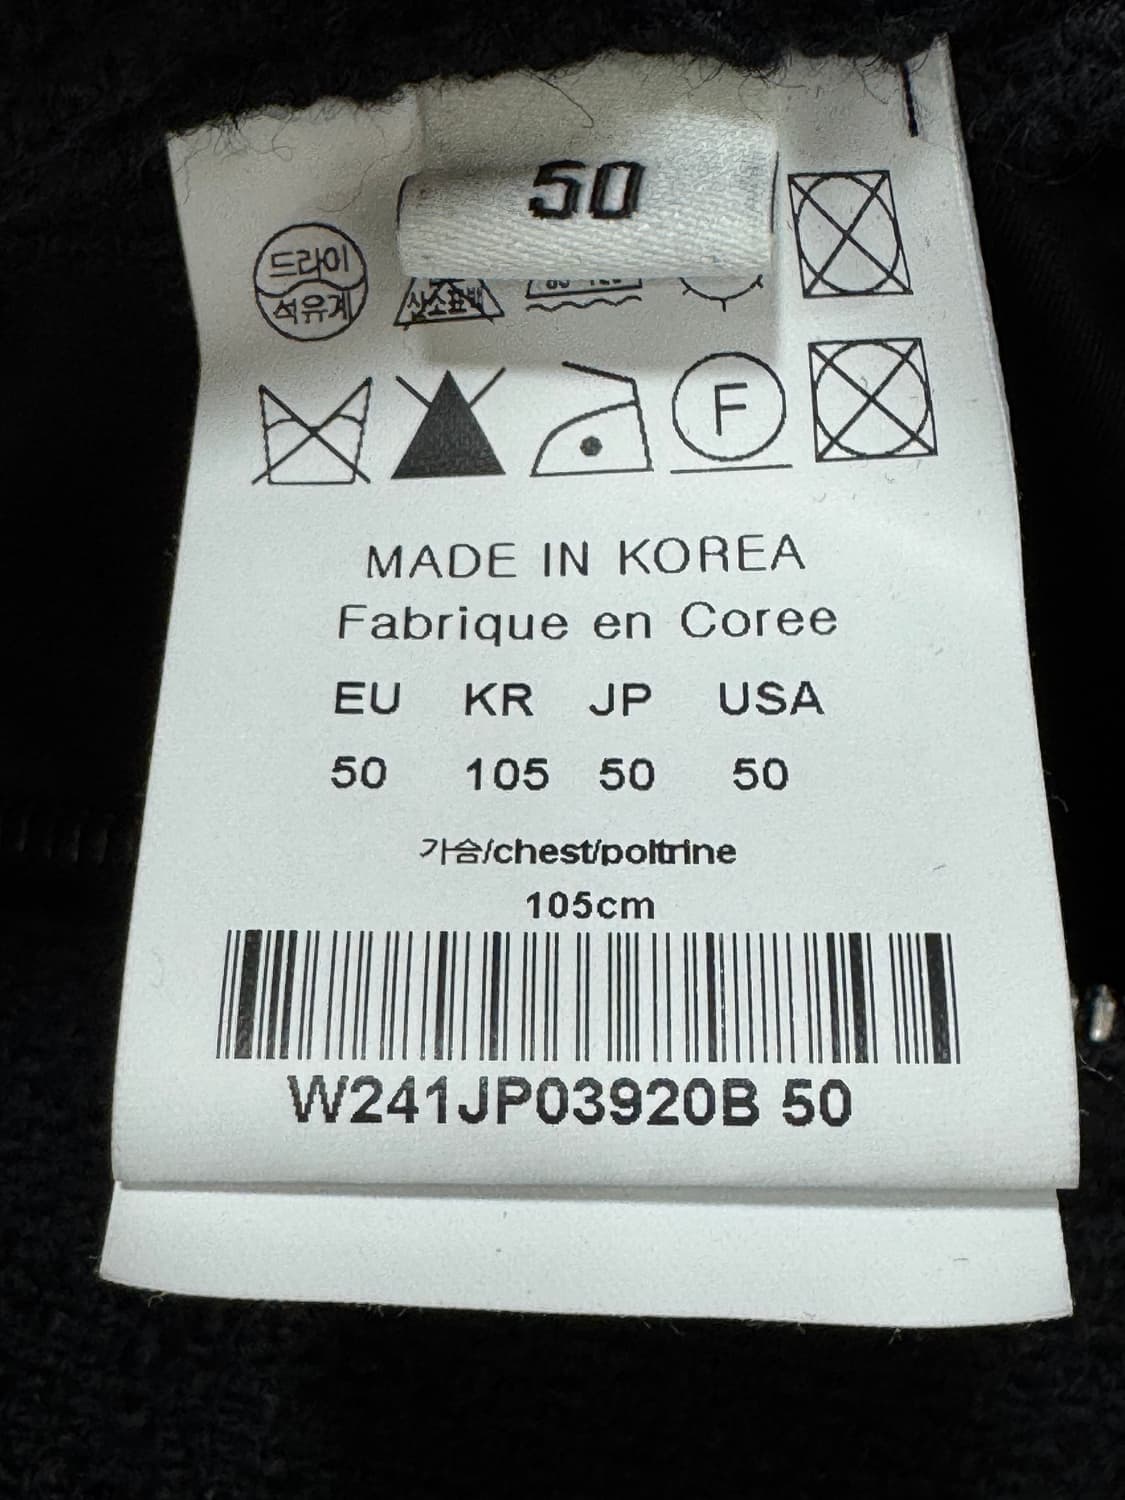 50
드라이
석유계
산소표백
F
MADE IN KOREA
Fabrique en Coree
EU KR JP USA
50 105 50 50
가슴/chest/poltrine
105cm
W241JP03920B 50